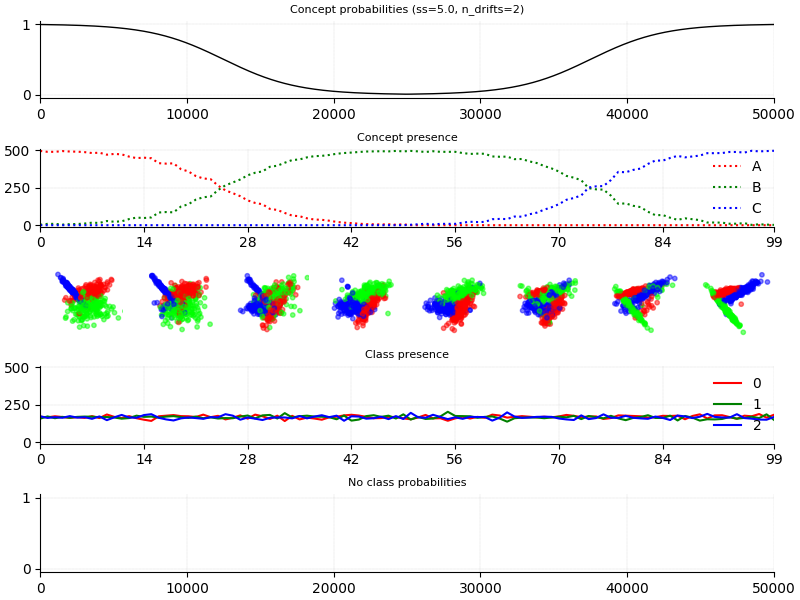 Concept probabilities (ss=5.0, n_drifts=2)
1
0
0 10000 20000 30000 40000 50000
Concept presence
500
250
0
A
B
C
0 14 28 42 56 70 84 99
Class presence
500
250
0
0
1
2
0 14 28 42 56 70 84 99
No class probabilities
1
0
0 10000 20000 30000 40000 50000